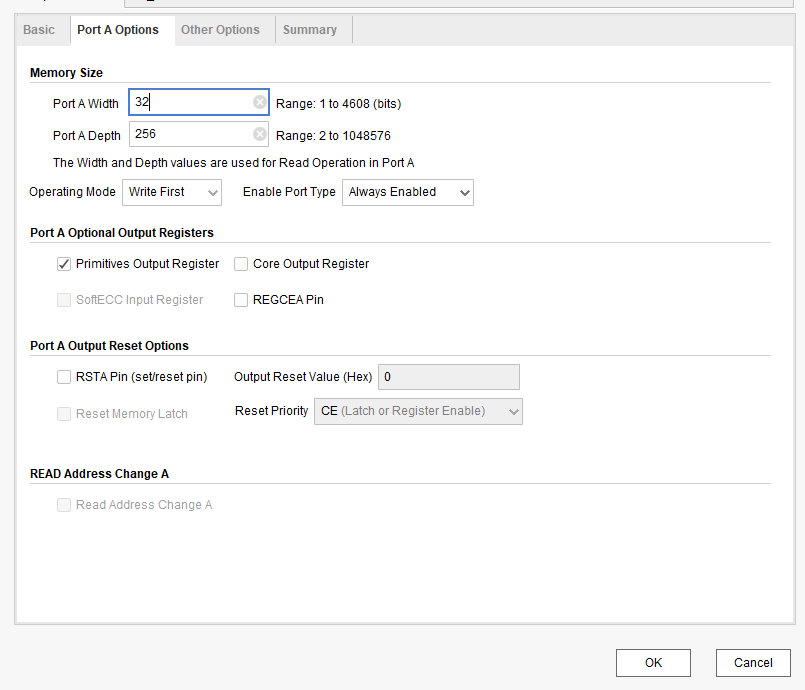 Basic Port A Options Other Options Summary
Memory Size
Port A Width 32 Range: 1 to 4608 (bits)
Port A Depth 256 Range: 2 to 1048576
The Width and Depth values are used for Read Operation in Port A
Operating Mode Write First Enable Port Type Always Enabled
Port A Optional Output Registers
Primitives Output Register Core Output Register
SoftECC Input Register REGCEA Pin
Port A Output Reset Options
RSTA Pin (set/reset pin) Output Reset Value (Hex) 0
Reset Memory Latch Reset Priority CE (Latch or Register Enable)
READ Address Change A
Read Address Change A
OK Cancel